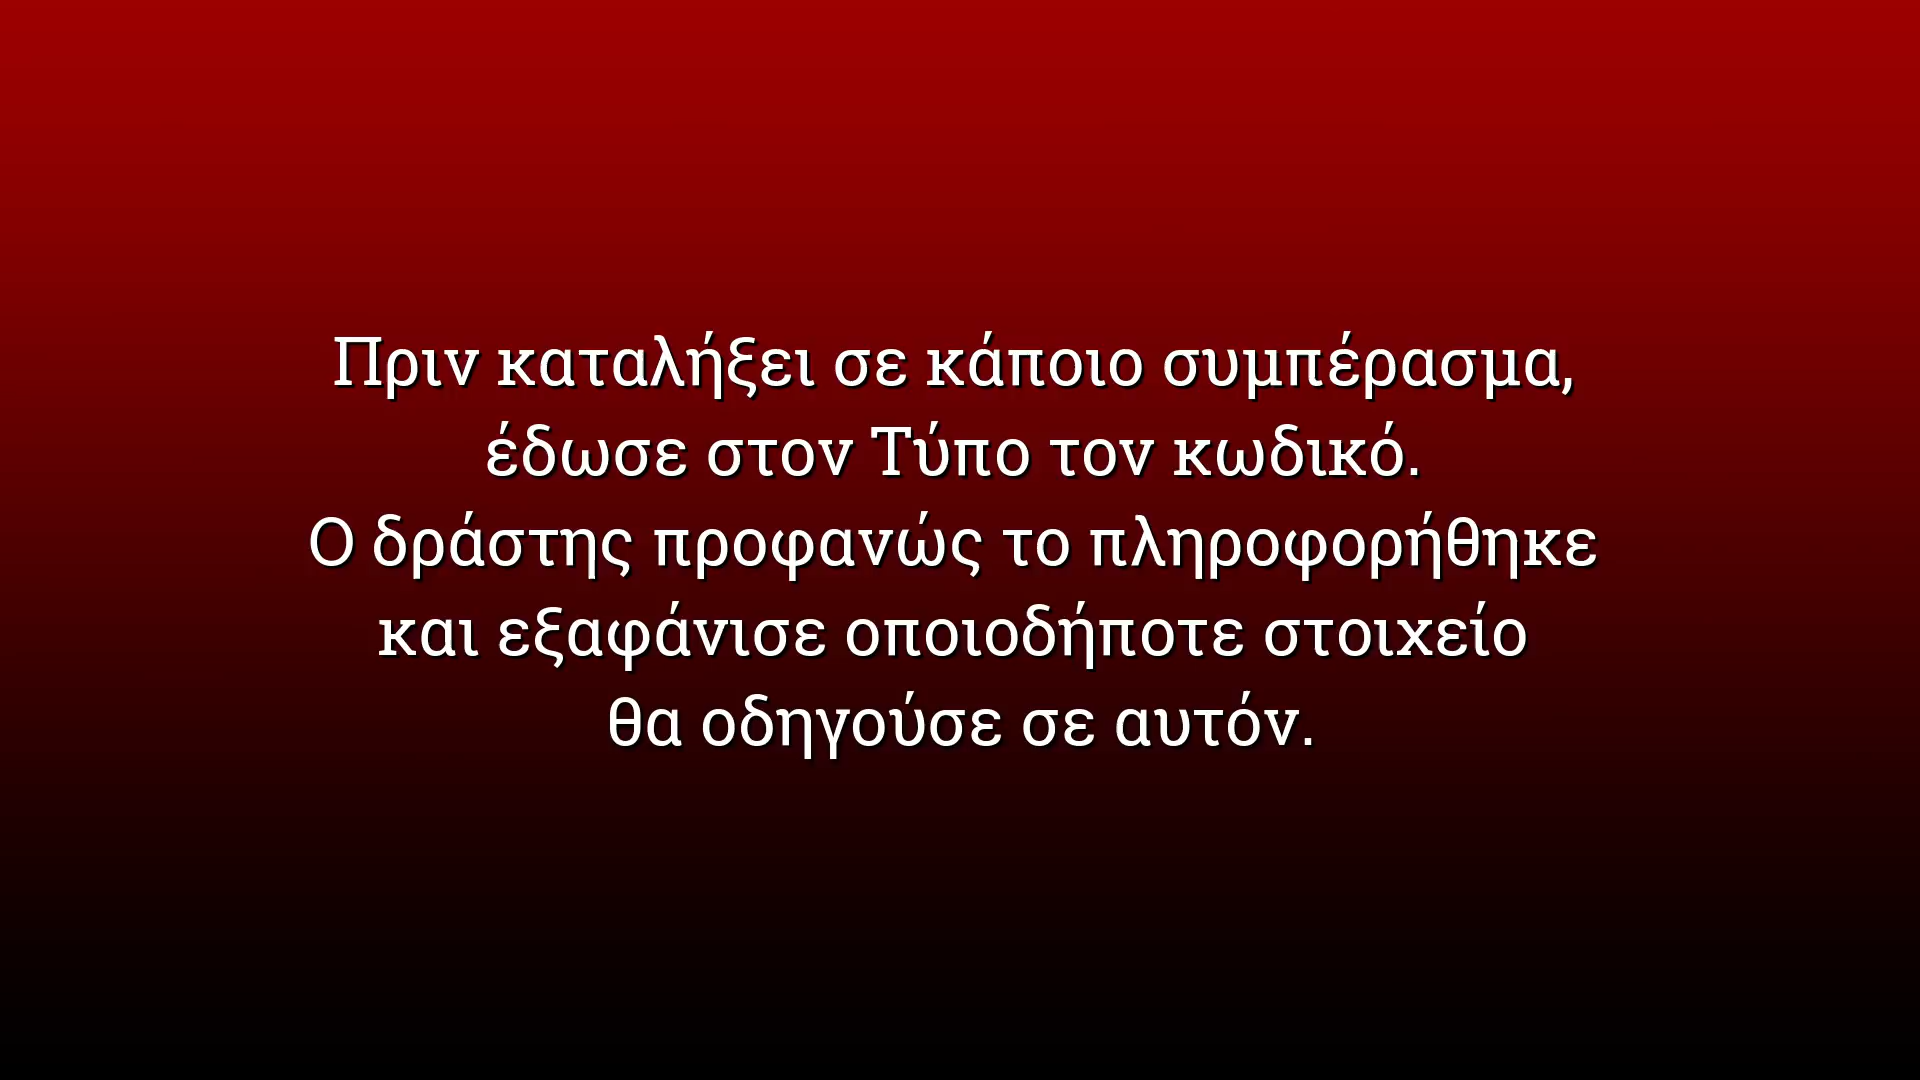 Πριν καταλήξει σε κάποιο συμπέρασμα,
έδωσε στον Τύπο τον κωδικό.
Ο δράστης προφανώς το πληροφορήθηκε
και εξαφάνισε οποιοδήποτε στοιχείο
θα οδηγούσε σε αυτόν.